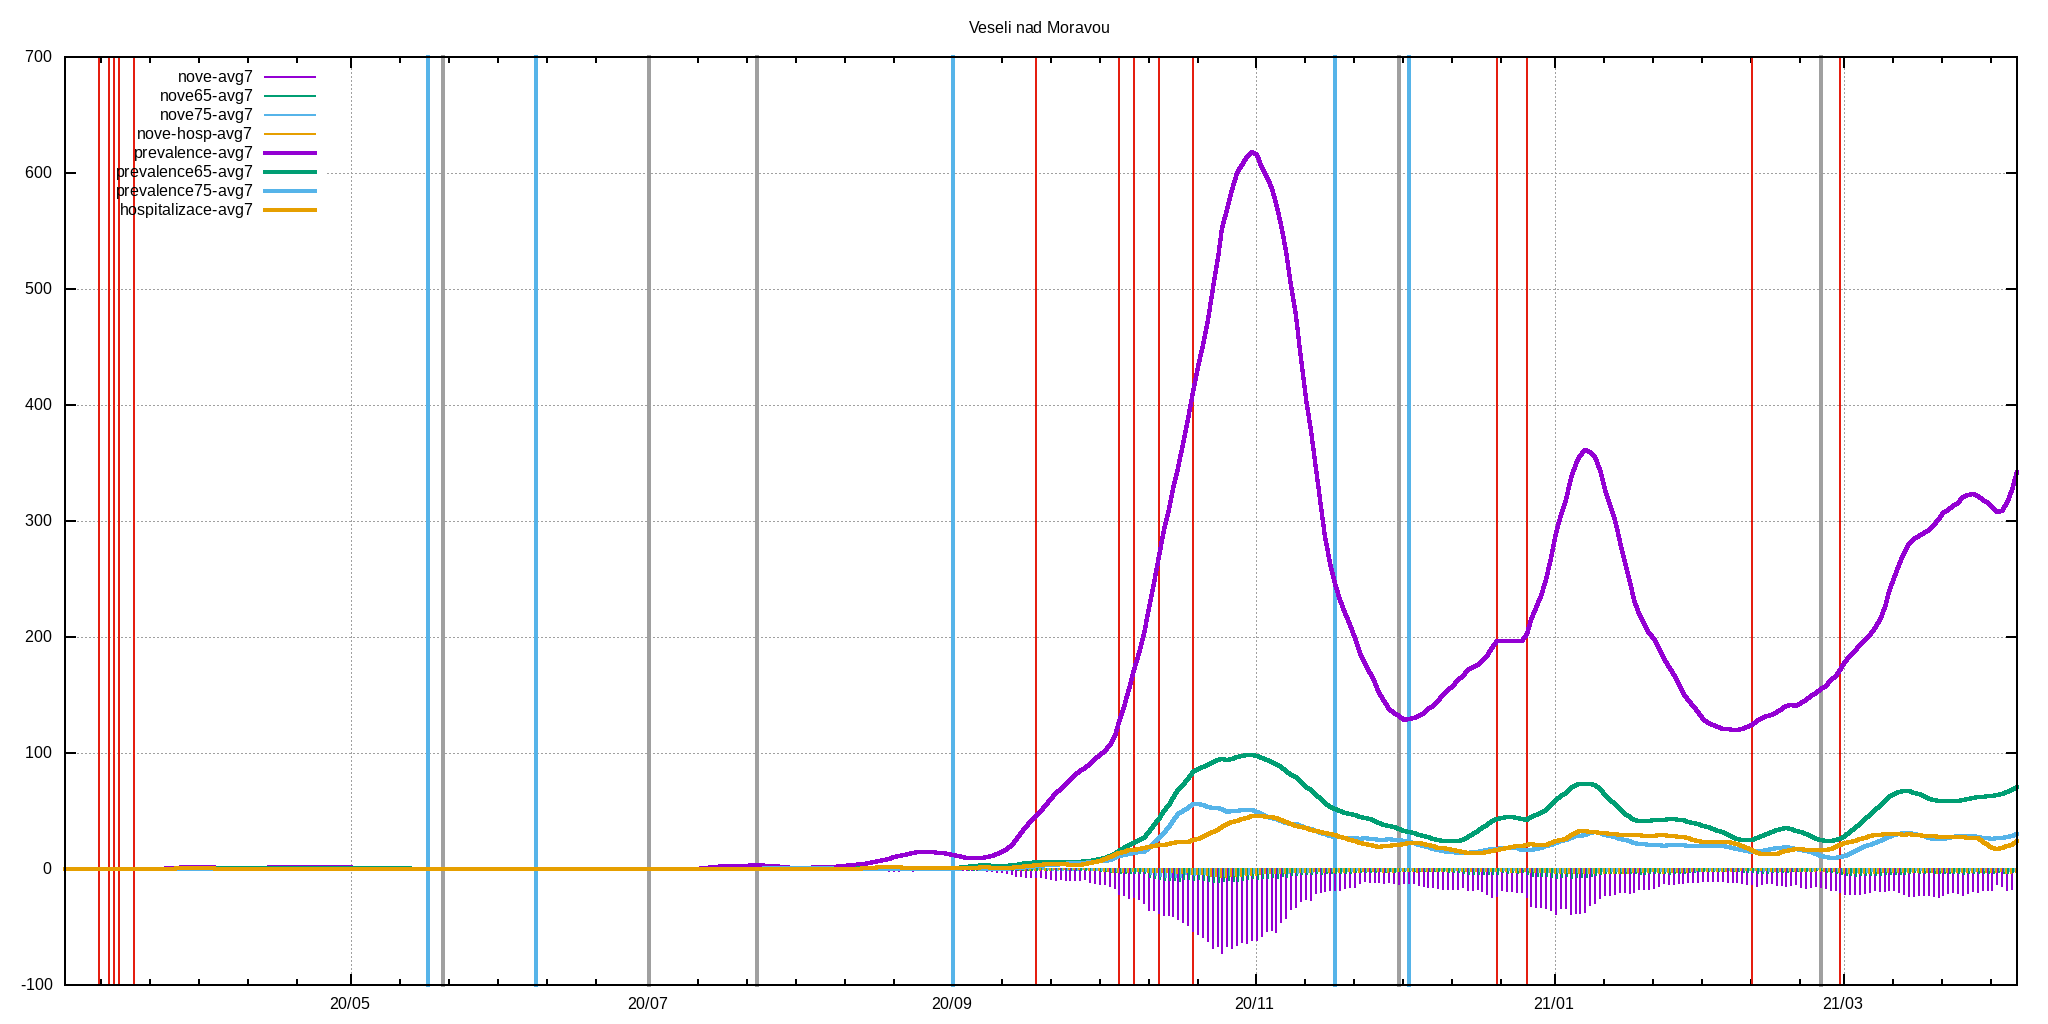 Veseli nad Moravou
700
600
500
400
300
200
100
0
-100
nove-avg7
nove65-avg7
nove75-avg7
nove-hosp-avg7
prevalence-avg7
prevalence65-avg7
prevalence75-avg7
hospitalizace-avg7
20/05
20/07
20/09
20/11
21/01
21/03